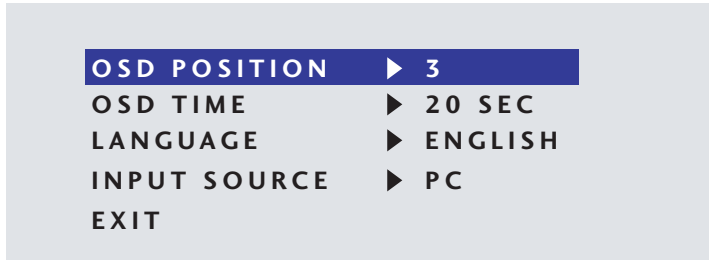 OSD POSITION ▶ 3
OSD TIME ▶ 20 SEC
LANGUAGE ▶ ENGLISH
INPUT SOURCE ▶ PC
EXIT